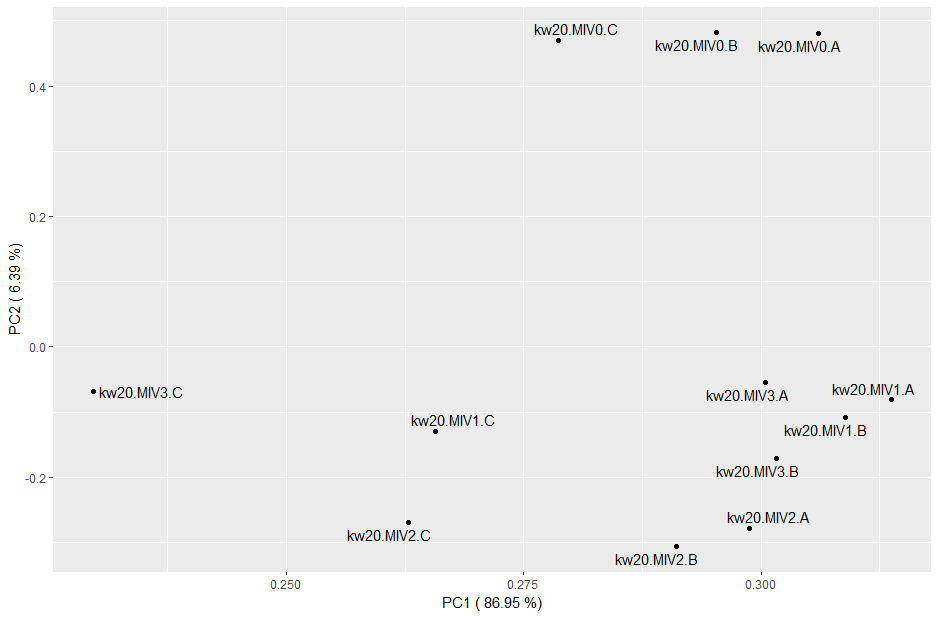 kw20.MIV0.C
kw20.MIV0.B
kw20.MIV0.A
0.4
0.2
PC2 ( 6.39 %)
0.0
kw20.MIV3.C
kw20.MIV3.A
kw20.MIV1.A
kw20.MIV1.C
kw20.MIV1.B
kw20.MIV3.B
-0.2
kw20.MIV2.A
kw20.MIV2.C
kw20.MIV2.B
0.250
0.275
0.300
PC1 ( 86.95 %)